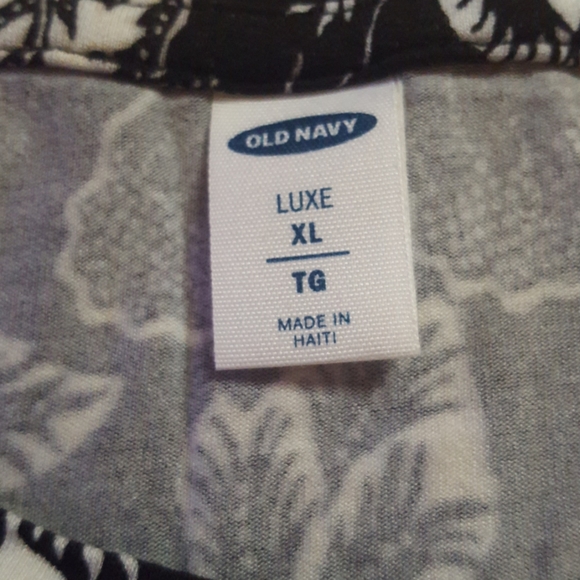 OLD NAVY
LUXE
XL
TG
MADE IN
HAITI